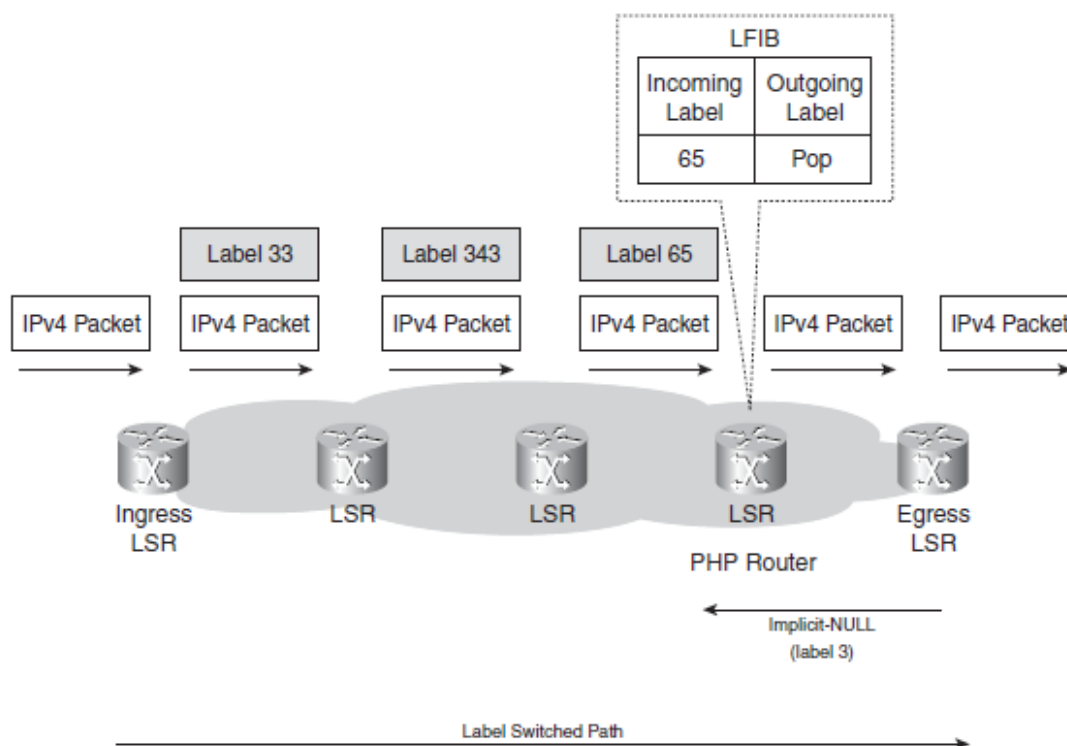 LFIB
Incoming Label
Outgoing Label
65
Pop
Label 33
Label 343
Label 65
IPv4 Packet
IPv4 Packet
IPv4 Packet
IPv4 Packet
IPv4 Packet
IPv4 Packet
Ingress LSR
LSR
LSR
LSR
Egress LSR
PHP Router
Implicit-NULL
(label 3)
Label Switched Path